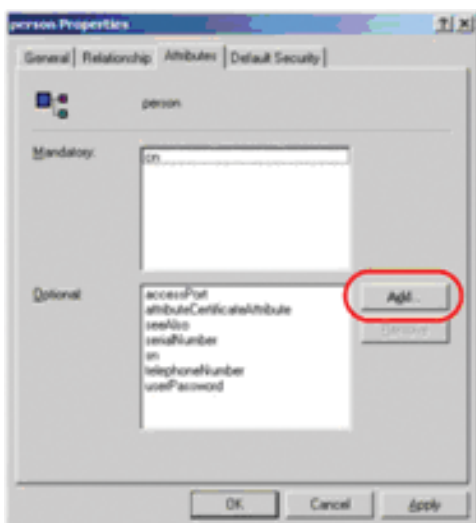 person Properties
General Relationship Attributes Default Security
person
Mandatory:
cn
Optional:
accessPort
attributeCertificateAttribute
seeAlso
serialNumber
sn
telephoneNumber
userPassword
Add...
Remove
OK Cancel Apply